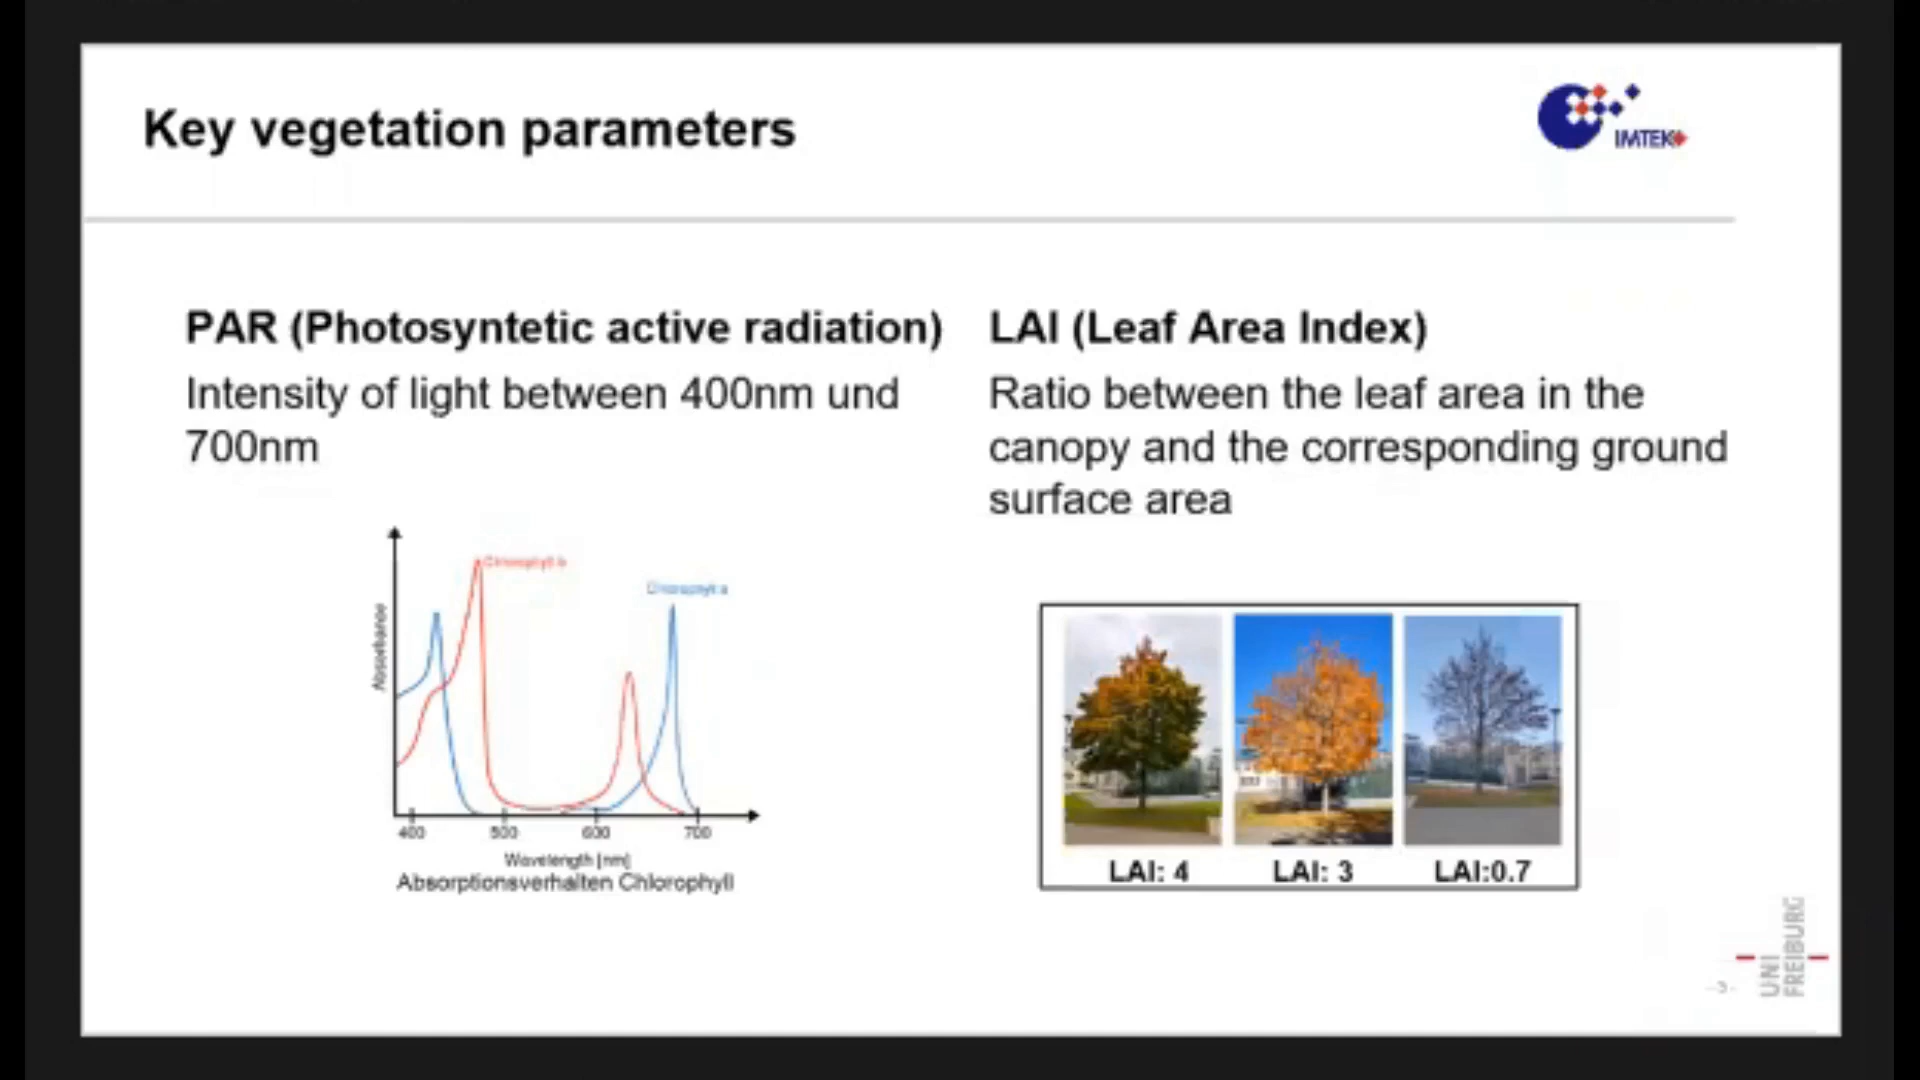 Key vegetation parameters
IMTEK
PAR (Photosyntetic active radiation)
Intensity of light between 400nm und
700nm
LAI (Leaf Area Index)
Ratio between the leaf area in the
canopy and the corresponding ground
surface area
Chlorophyll b
Chlorophyll a
Absorbance
400 500 600 700
Wavelength [nm]
Absorptionsverhalten Chlorophyll
LAI: 4
LAI: 3
LAI:0.7
UNI
FREIBURG
- 3 -